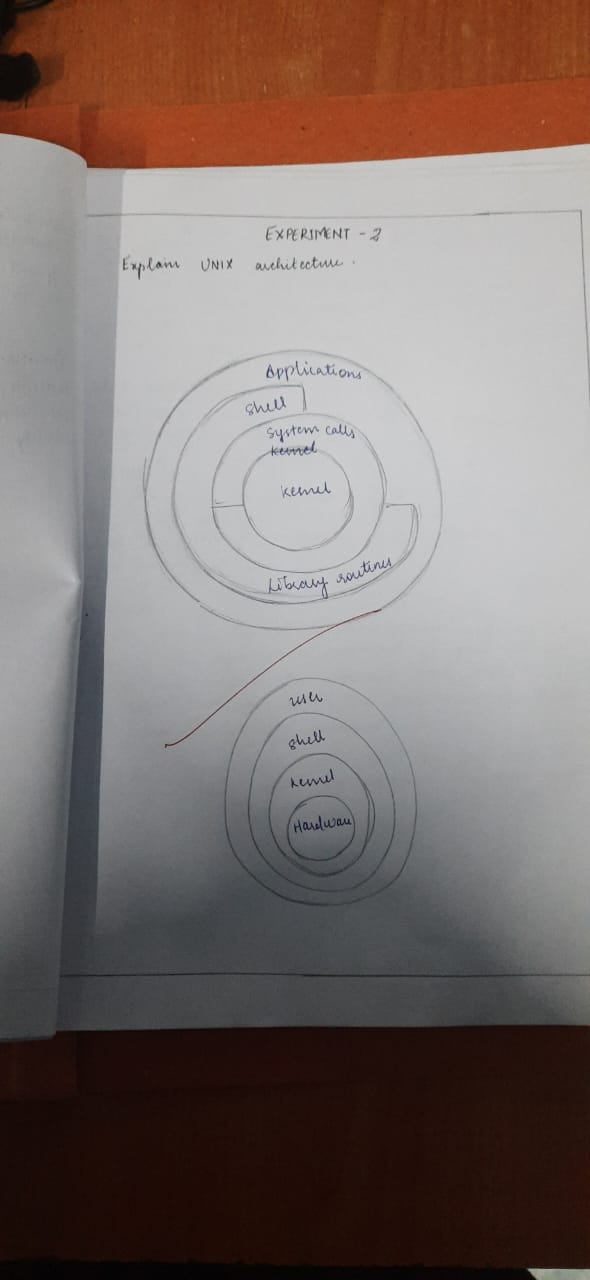 EXPERIMENT - 2
Explain UNIX architecture.
Applications
Shell
System calls
Kernel
Kernel
Library routines
user
shell
kernel
Hardware